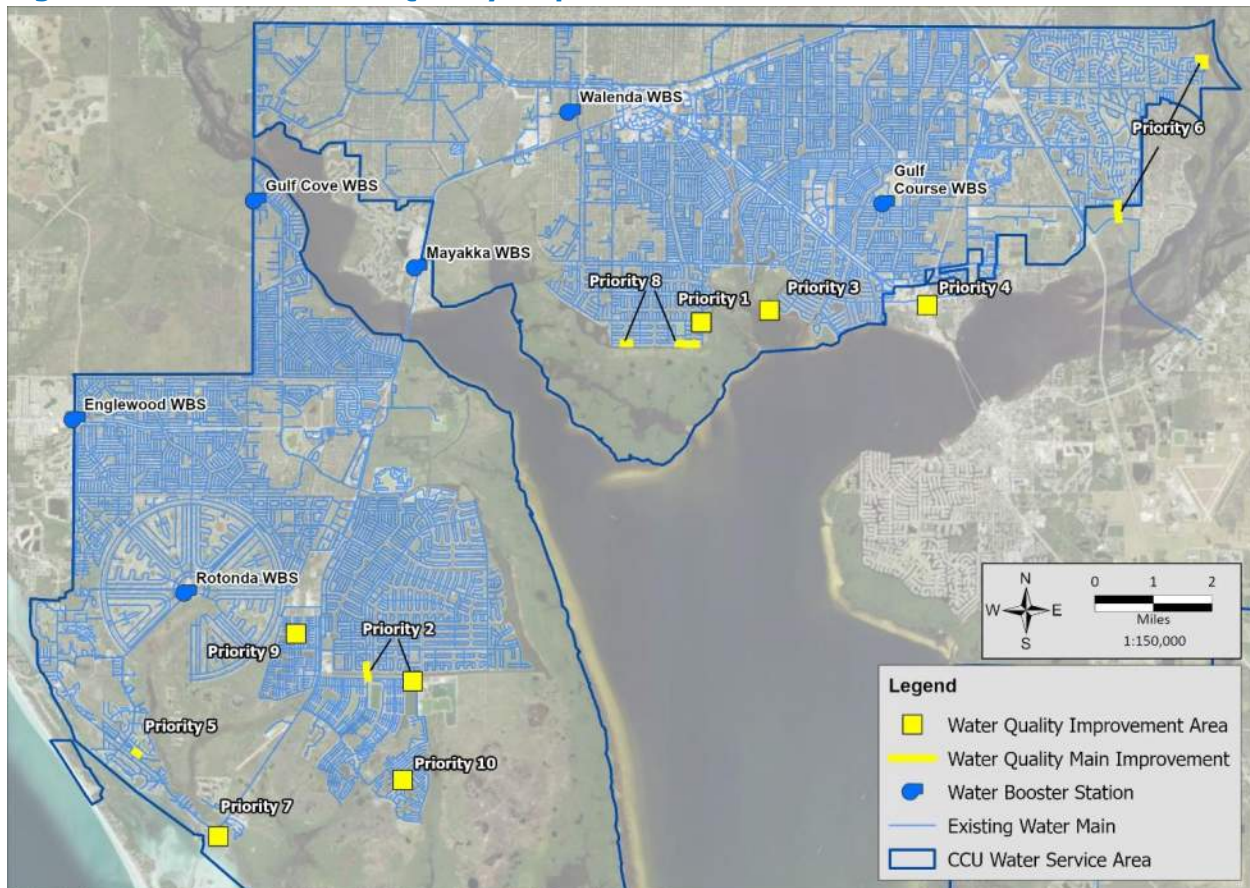 Walenda WBS
Priority 6
Gulf Cove WBS
Gulf
Course WBS
Mayakka WBS
Priority 8
Priority 1
Priority 3
Priority 4
Englewood WBS
Rotonda WBS
Priority 9
Priority 2
Priority 5
Priority 10
Priority 7
N
W
E
S
0 1 2
Miles
1:150,000
Legend
Water Quality Improvement Area
Water Quality Main Improvement
Water Booster Station
Existing Water Main
CCU Water Service Area